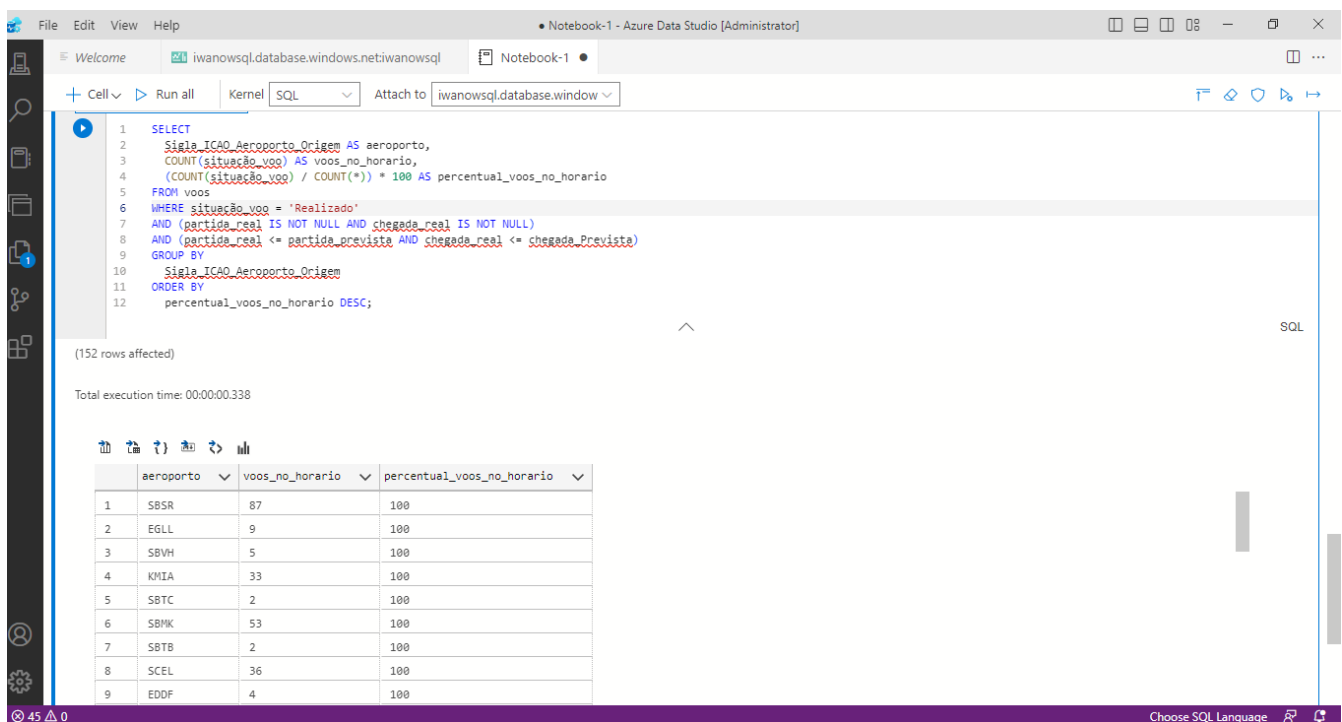 File Edit View Help
● Notebook-1 - Azure Data Studio [Administrator]
Welcome
iwanowsql.database.windows.net:iwanowsql
Notebook-1 ●
Cell
Run all
Kernel SQL
Attach to iwanowsql.database.window
1 SELECT
2 Sigla_ICAO_Aeroporto_Origem AS aeroporto,
3 COUNT(situação_voo) AS voos_no_horario,
4 (COUNT(situação_voo) / COUNT(*)) * 100 AS percentual_voos_no_horario
5 FROM voos
6 WHERE situação_voo = 'Realizado'
7 AND (partida_real IS NOT NULL AND chegada_real IS NOT NULL)
8 AND (partida_real <= partida_prevista AND chegada_real <= chegada_Prevista)
9 GROUP BY
10 Sigla_ICAO_Aeroporto_Origem
11 ORDER BY
12 percentual_voos_no_horario DESC;
SQL
1
(152 rows affected)
Total execution time: 00:00:00.338
aeroporto voos_no_horario percentual_voos_no_horario
1 SBSR 87 100
2 EGLL 9 100
3 SBVH 5 100
4 KMIA 33 100
5 SBTC 2 100
6 SBMK 53 100
7 SBTB 2 100
8 SCEL 36 100
9 EDDF 4 100
45 0
Choose SQL Language